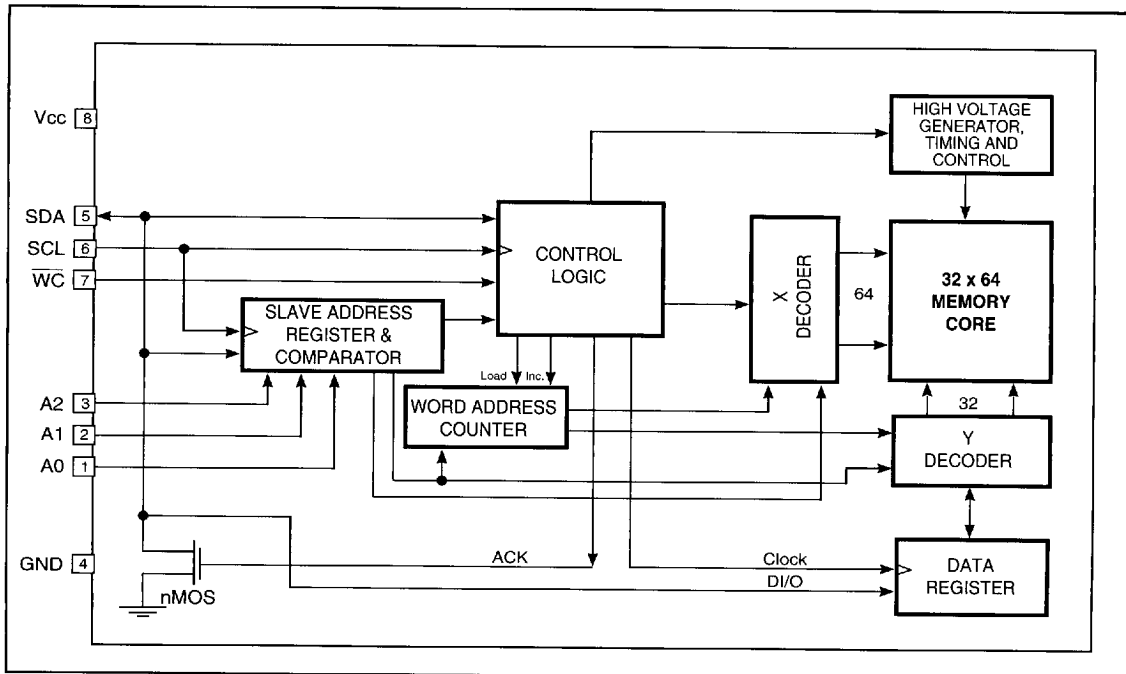 Vcc 8
SDA 5
SCL 6
WC 7
A2 3
A1 2
A0 1
GND 4
nMOS
SLAVE ADDRESS
REGISTER &
COMPARATOR
CONTROL
LOGIC
Load Inc.
WORD ADDRESS
COUNTER
ACK
X
DECODER
64
HIGH VOLTAGE
GENERATOR,
TIMING AND
CONTROL
32 x 64
MEMORY
CORE
32
Y
DECODER
Clock
DI/O
DATA
REGISTER